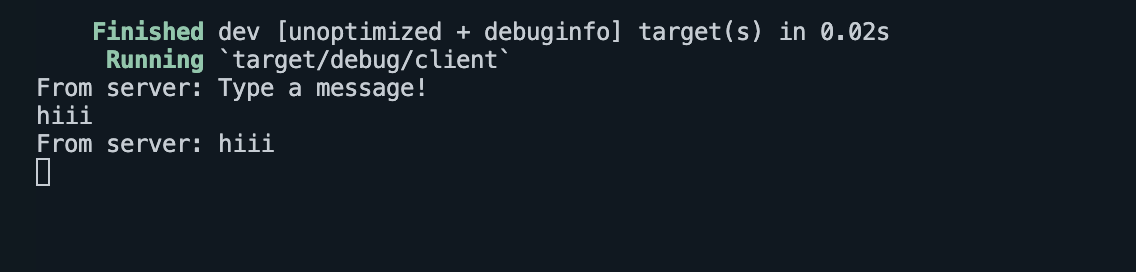 Finished dev [unoptimized + debuginfo] target(s) in 0.02s
Running `target/debug/client`
From server: Type a message!
hiii
From server: hiii